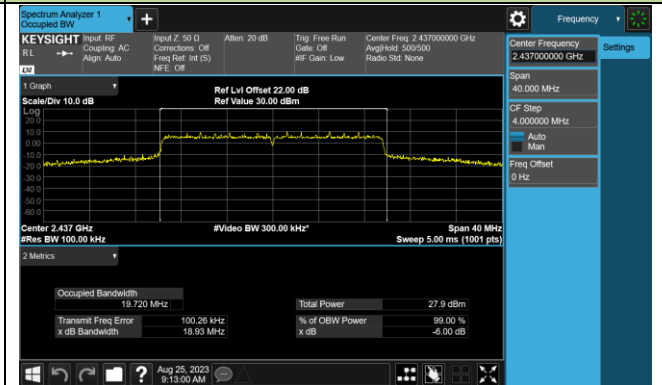 Spectrum Analyzer 1
Occupied BW
Frequency
KEYSIGHT
RL
LXI
Input: RF
Coupling: AC
Align: Auto
Input Z: 50 Ω
Corrections: Off
Freq Ref: Int (S)
NFE: Off
Atten: 20 dB
Trig: Free Run
Gate: Off
#IF Gain: Low
Center Freq: 2.437000000 GHz
Avg|Hold: 500/500
Radio Std: None
Center Frequency
2.437000000 GHz
Settings
Span
40.000 MHz
CF Step
4.000000 MHz
Auto
Man
Freq Offset
0 Hz
1 Graph
Scale/Div 10.0 dB
Ref Lvl Offset 22.00 dB
Ref Value 30.00 dBm
Log
20.0
10.0
0.00
-10.0
-20.0
-30.0
-40.0
-50.0
-60.0
Center 2.437 GHz
#Res BW 100.00 kHz
#Video BW 300.00 kHz*
Span 40 MHz
Sweep 5.00 ms (1001 pts)
2 Metrics
Occupied Bandwidth
19.720 MHz
Total Power 27.9 dBm
Transmit Freq Error 100.26 kHz
% of OBW Power 99.00 %
x dB Bandwidth 18.93 MHz
x dB -6.00 dB
Aug 25, 2023
9:13:00 AM